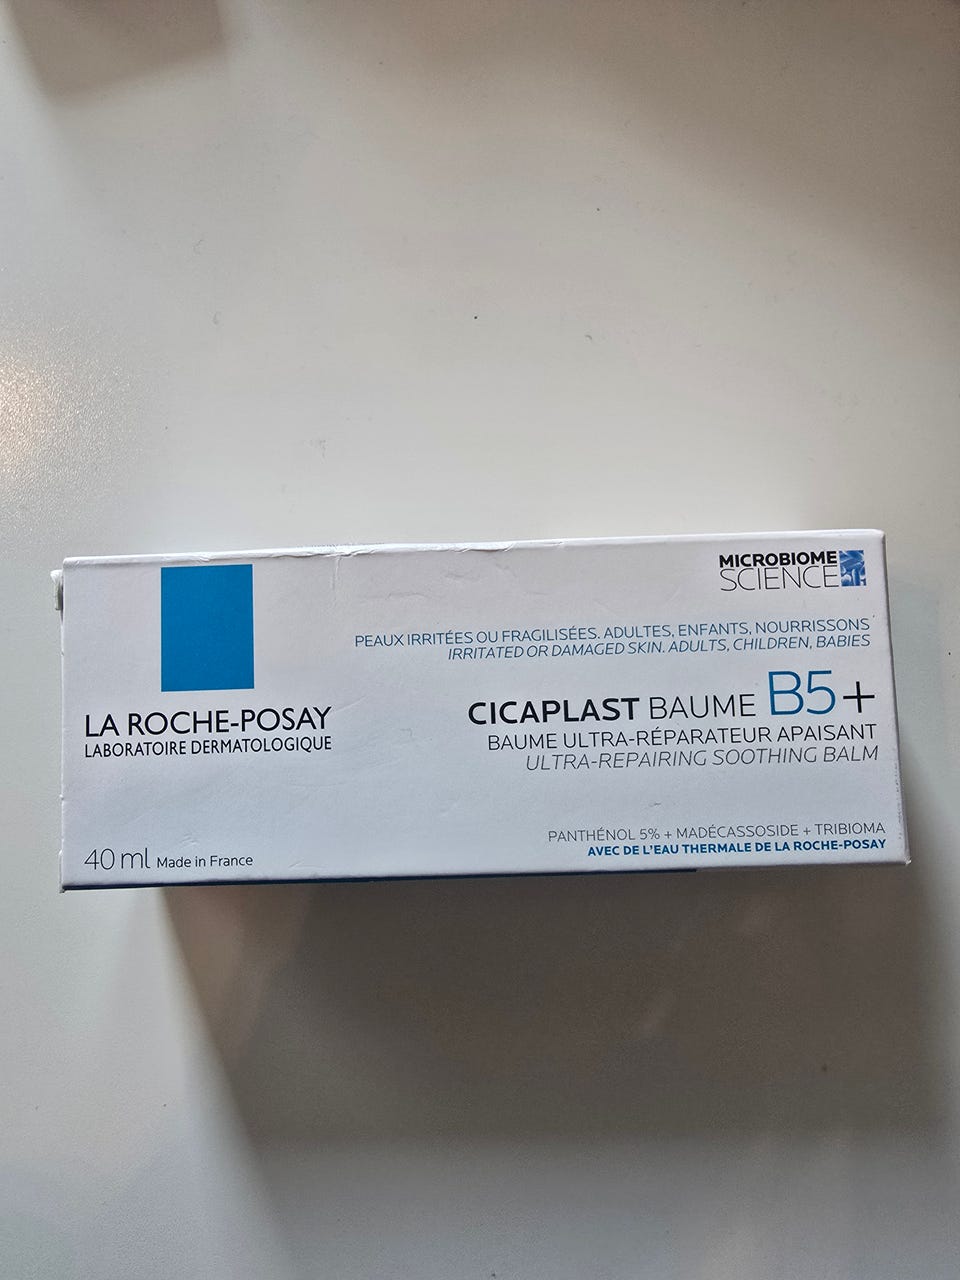 MICROBIOME
SCIENCE
PEAUX IRRITÉES OU FRAGILISÉES. ADULTES, ENFANTS, NOURRISSONS
IRRITATED OR DAMAGED SKIN. ADULTS, CHILDREN, BABIES
LA ROCHE-POSAY
LABORATOIRE DERMATOLOGIQUE
CICAPLAST BAUME B5+
BAUME ULTRA-RÉPARATEUR APAISANT
ULTRA-REPAIRING SOOTHING BALM
PANTHÉNOL 5% + MADÉCASSOSIDE + TRIBIOMA
AVEC DE L'EAU THERMALE DE LA ROCHE-POSAY
40 ml Made in France